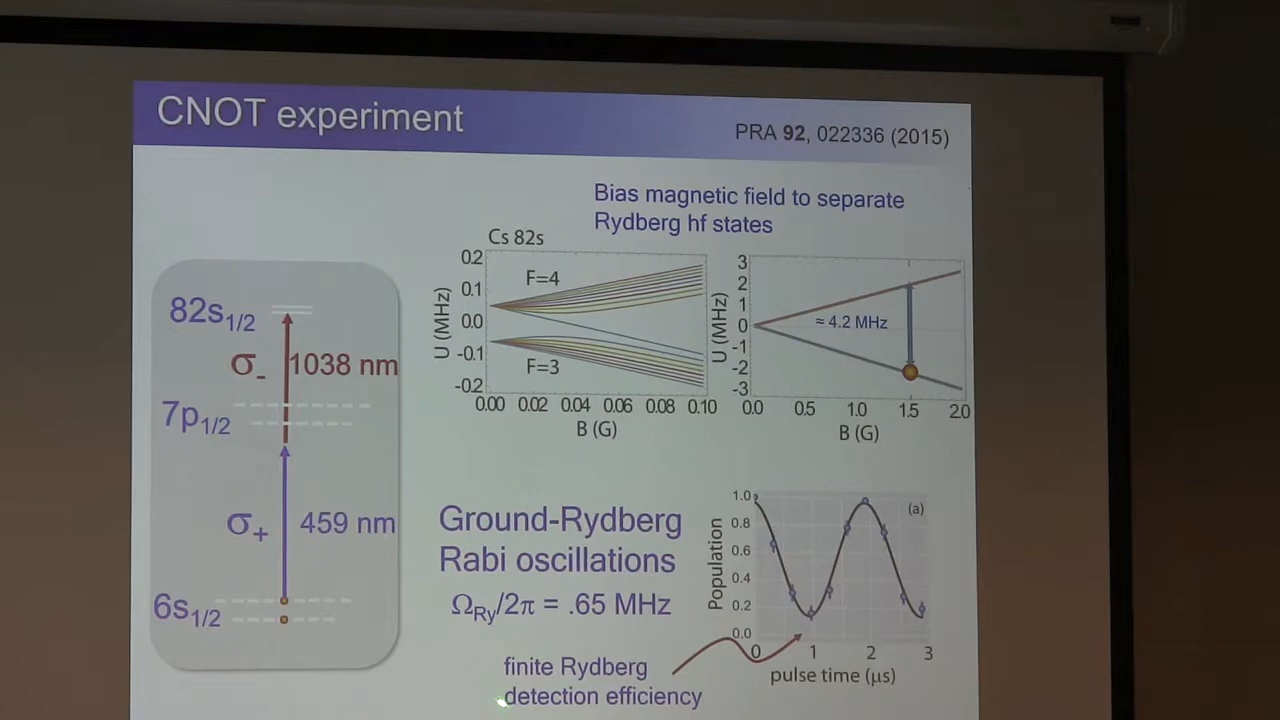 CNOT experiment
PRA 92, 022336 (2015)
Bias magnetic field to separate
Rydberg hf states
Cs 82s
0.2
0.1
0.0
-0.1
-0.2
U (MHz)
F=4
F=3
0.00 0.02 0.04 0.06 0.08 0.10
B (G)
3
2
1
0
-1
-2
-3
U (MHz)
≈ 4.2 MHz
0.0 0.5 1.0 1.5 2.0
B (G)
82s1/2
σ- 1038 nm
7p1/2
σ+ 459 nm
6s1/2
Ground-Rydberg
Rabi oscillations
ΩRy/2π = .65 MHz
finite Rydberg
detection efficiency
(a)
1.0
0.8
0.6
0.4
0.2
0.0
Population
0 1 2 3
pulse time (μs)